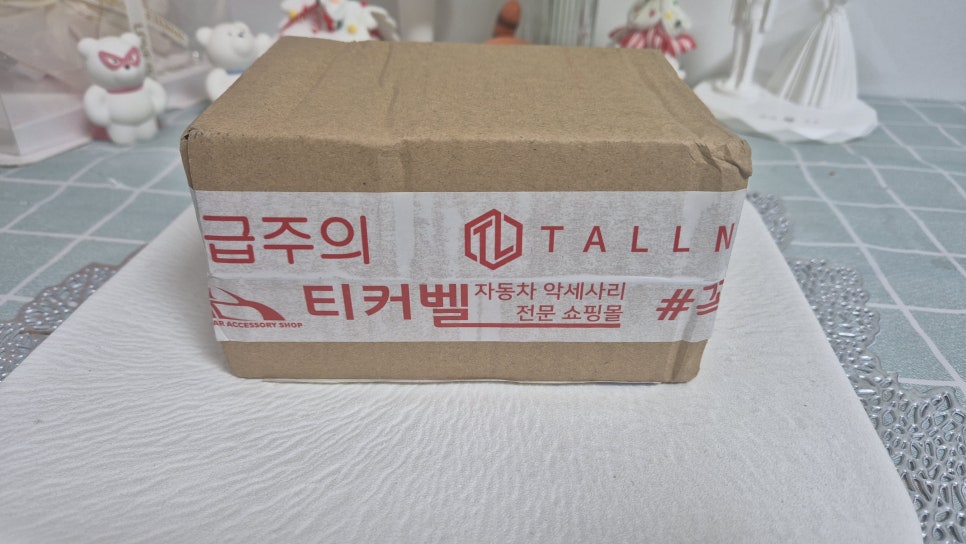 급주의
TL TALLN
티커벨 자동차 악세사리
전문 쇼핑몰
AR ACCESSORY SHOP
#